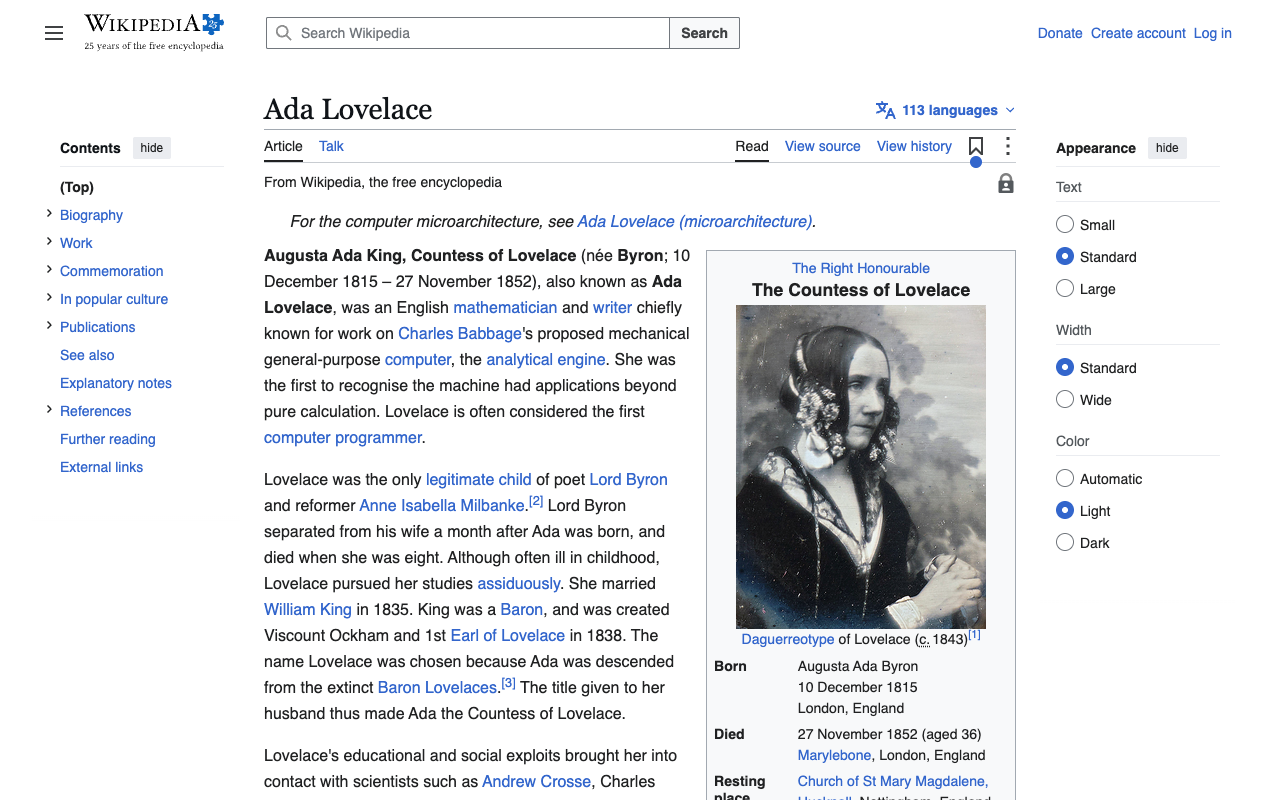 WIKIPEDIA 25
25 years of the free encyclopedia
Search Wikipedia
Search
Donate Create account Log in
Contents hide
(Top)
Biography
Work
Commemoration
In popular culture
Publications
See also
Explanatory notes
References
Further reading
External links
Ada Lovelace
113 languages
Article Talk
Read View source View history
From Wikipedia, the free encyclopedia
For the computer microarchitecture, see Ada Lovelace (microarchitecture).
Augusta Ada King, Countess of Lovelace (née Byron; 10
December 1815 – 27 November 1852), also known as Ada
Lovelace, was an English mathematician and writer chiefly
known for work on Charles Babbage's proposed mechanical
general-purpose computer, the analytical engine. She was
the first to recognise the machine had applications beyond
pure calculation. Lovelace is often considered the first
computer programmer.
Lovelace was the only legitimate child of poet Lord Byron
and reformer Anne Isabella Milbanke.[2] Lord Byron
separated from his wife a month after Ada was born, and
died when she was eight. Although often ill in childhood,
Lovelace pursued her studies assiduously. She married
William King in 1835. King was a Baron, and was created
Viscount Ockham and 1st Earl of Lovelace in 1838. The
name Lovelace was chosen because Ada was descended
from the extinct Baron Lovelaces.[3] The title given to her
husband thus made Ada the Countess of Lovelace.
Lovelace's educational and social exploits brought her into
contact with scientists such as Andrew Crosse, Charles
The Right Honourable
The Countess of Lovelace
Daguerreotype of Lovelace (c. 1843)[1]
Born Augusta Ada Byron
10 December 1815
London, England
Died 27 November 1852 (aged 36)
Marylebone, London, England
Resting Church of St Mary Magdalene,
place Hucknall, Nottingham, England
Appearance hide
Text
Small
Standard
Large
Width
Standard
Wide
Color
Automatic
Light
Dark